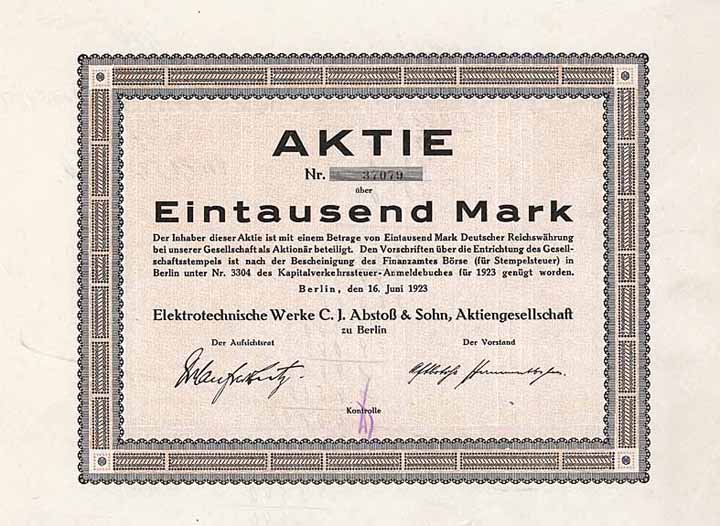 AKTIE
Nr. 37079
über
Eintausend Mark
Der Inhaber dieser Aktie ist mit einem Betrage von Eintausend Mark Deutscher Reichswährung
bei unserer Gesellschaft als Aktionär beteiligt. Den Vorschriften über die Entrichtung des Gesell-
schaftsstempels ist nach der Bescheinigung des Finanzamtes Börse (für Stempelsteuer) in
Berlin unter Nr. 3304 des Kapitalverkehrssteuer-Anmeldebuches für 1923 genügt worden.
Berlin, den 16. Juni 1923
Elektrotechnische Werke C. J. Abstoß & Sohn, Aktiengesellschaft
zu Berlin
Der Aufsichtsrat Der Vorstand
Kontrolle